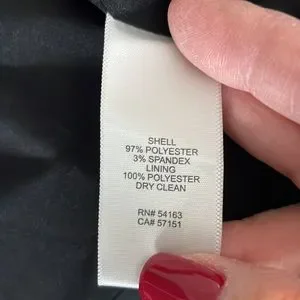 SHELL
97% POLYESTER
3% SPANDEX
LINING
100% POLYESTER
DRY CLEAN
RN# 54163
CA# 57151